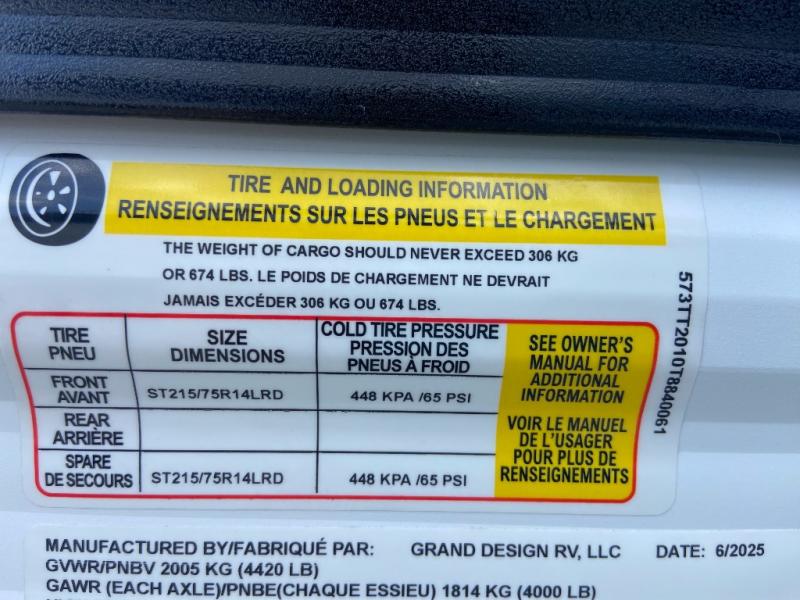 TIRE AND LOADING INFORMATION
RENSEIGNEMENTS SUR LES PNEUS ET LE CHARGEMENT
THE WEIGHT OF CARGO SHOULD NEVER EXCEED 306 KG
OR 674 LBS. LE POIDS DE CHARGEMENT NE DEVRAIT
JAMAIS EXCÉDER 306 KG OU 674 LBS.
TIRE
PNEU
SIZE
DIMENSIONS
COLD TIRE PRESSURE
PRESSION DES
PNEUS À FROID
FRONT
AVANT
ST215/75R14LRD
448 KPA /65 PSI
REAR
ARRIÈRE
SPARE
DE SECOURS
ST215/75R14LRD
448 KPA /65 PSI
SEE OWNER'S
MANUAL FOR
ADDITIONAL
INFORMATION
VOIR LE MANUEL
DE L'USAGER
POUR PLUS DE
RENSEIGNEMENTS
573TT2010T8840061
MANUFACTURED BY/FABRIQUÉ PAR: GRAND DESIGN RV, LLC DATE: 6/2025
GVWR/PNBV 2005 KG (4420 LB)
GAWR (EACH AXLE)/PNBE(CHAQUE ESSIEU) 1814 KG (4000 LB)